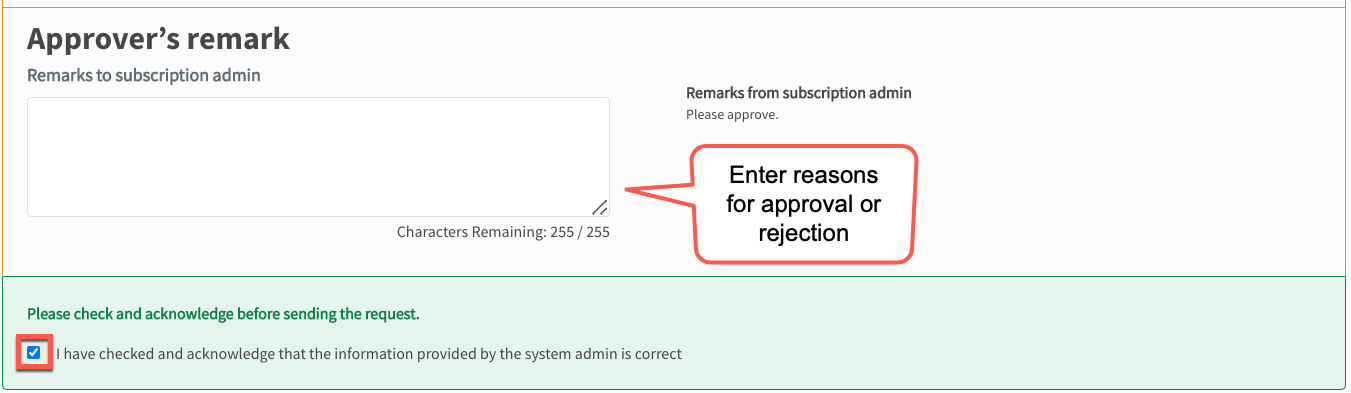 Approver’s remark
Remarks to subscription admin
Characters Remaining: 255 / 255
Remarks from subscription admin
Please approve.
Enter reasons
for approval or
rejection
Please check and acknowledge before sending the request.
I have checked and acknowledge that the information provided by the system admin is correct